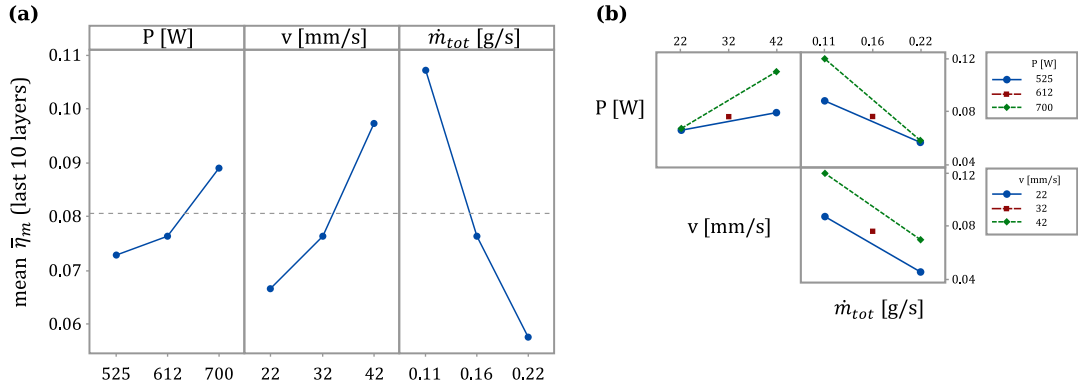 (a)
P [W]
v [mm/s]
ṁtot [g/s]
mean η̅m (last 10 layers)
0.11
0.10
0.09
0.08
0.07
0.06
525 612 700
22 32 42
0.11 0.16 0.22
(b)
22 32 42
0.11 0.16 0.22
P [W]
0.12
0.08
0.04
P [W]
525
612
700
v [mm/s]
0.12
0.08
0.04
v [mm/s]
22
32
42
ṁtot [g/s]